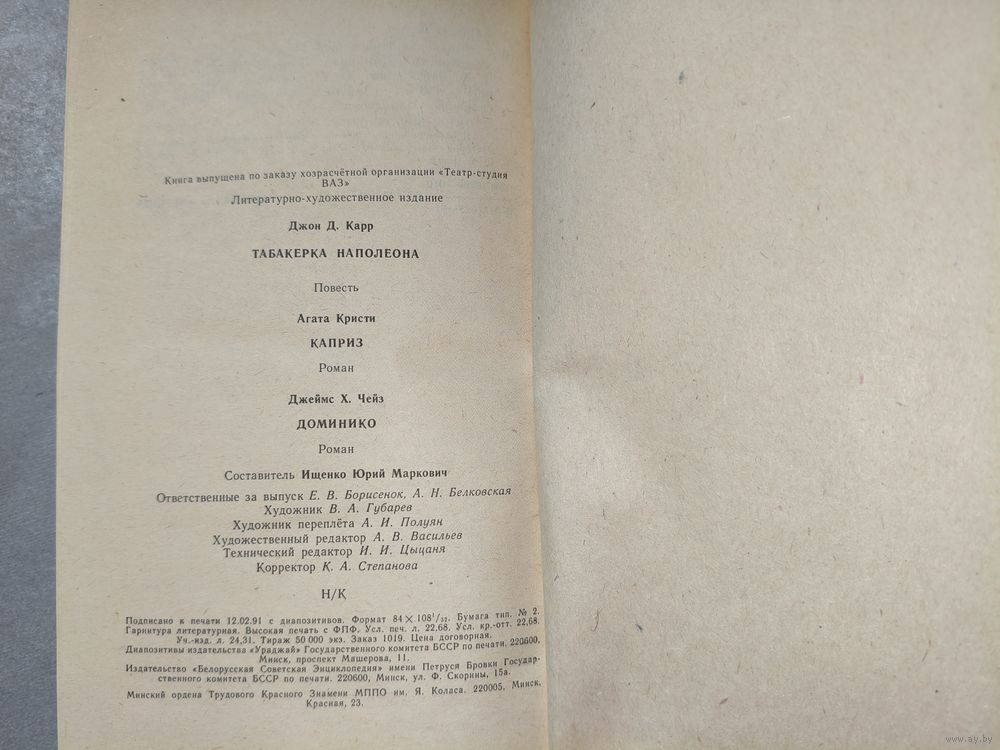 Книга выпущена по заказу хозрасчётной организации «Театр-студия
ВАЗ»
Литературно-художественное издание
Джон Д. Карр
ТАБАКЕРКА НАПОЛЕОНА
Повесть
Агата Кристи
КАПРИЗ
Роман
Джеймс Х. Чейз
ДОМИНИКО
Роман
Составитель Ищенко Юрий Маркович
Ответственные за выпуск Е. В. Борисенок, А. Н. Белковская
Художник В. А. Губарев
Художник переплёта А. И. Полуян
Художественный редактор А. В. Васильев
Технический редактор И. И. Цыцаня
Корректор К. А. Степанова
Н/К
Подписано к печати 12.02.91 с диапозитивов. Формат 84×108¹/₃₂. Бумага тип. № 2.
Гарнитура литературная. Высокая печать с ФПФ. Усл. печ. л. 22,68. Усл. кр.-отт. 22,68.
Уч.-изд. л. 24,31. Тираж 50 000 экз. Заказ 1019. Цена договорная.
Диапозитивы издательства «Ураджай» Государственного комитета БССР по печати, 220600,
Минск, проспект Машерова, 11.
Издательство «Белорусская Советская Энциклопедия» имени Петруся Бровки Государ-
ственного комитета БССР по печати. 220600, Минск, ул. Ф. Скорины, 15а.
Минский ордена Трудового Красного Знамени МППО им. Я. Коласа. 220005, Минск,
Красная, 23.
www.ay.by